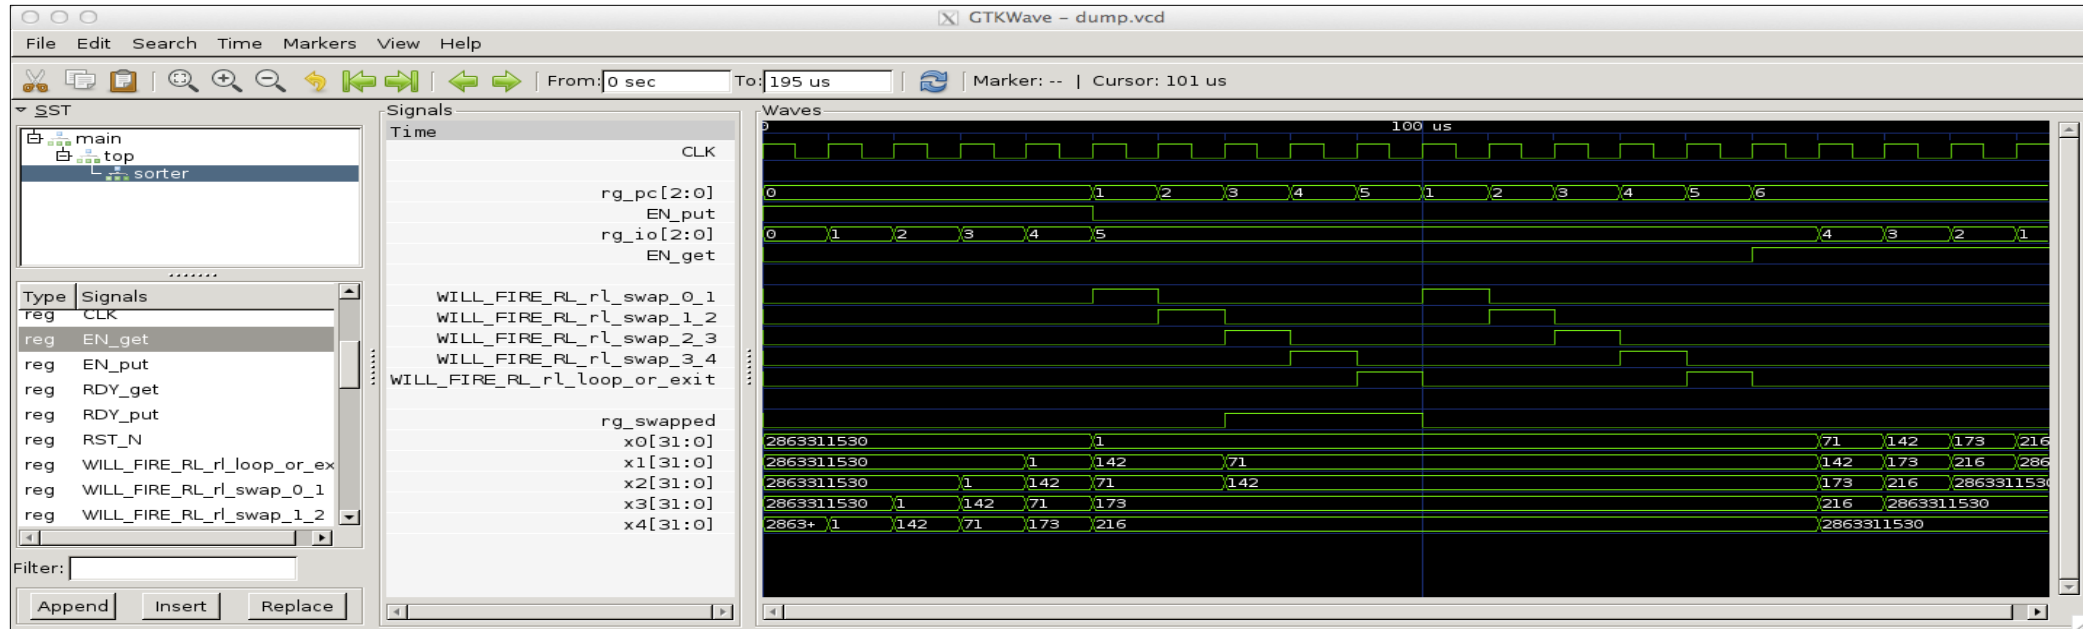 GTKWave - dump.vcd
File Edit Search Time Markers View Help
From: 0 sec To: 195 us Marker: -- | Cursor: 101 us
SST
main
top
sorter
Type Signals
reg CLK
reg EN_get
reg EN_put
reg RDY_get
reg RDY_put
reg RST_N
reg WILL_FIRE_RL_rl_loop_or_ex
reg WILL_FIRE_RL_rl_swap_0_1
reg WILL_FIRE_RL_rl_swap_1_2
Filter:
Append Insert Replace
Signals
Time
CLK
rg_pc[2:0]
EN_put
rg_io[2:0]
EN_get
WILL_FIRE_RL_rl_swap_0_1
WILL_FIRE_RL_rl_swap_1_2
WILL_FIRE_RL_rl_swap_2_3
WILL_FIRE_RL_rl_swap_3_4
WILL_FIRE_RL_rl_loop_or_exit
rg_swapped
x0[31:0]
x1[31:0]
x2[31:0]
x3[31:0]
x4[31:0]
Waves
0 100 us
0 1 2 3 4 5 1 2 3 4 5 6
0 1 2 3 4 5 4 3 2 1
2863311530 1 71 142 173 216
2863311530 1 142 71 142 173 216 286
2863311530 1 142 71 142 173 216 2863311530
2863311530 1 142 71 173 216 2863311530
2863+ 1 142 71 173 216 2863311530